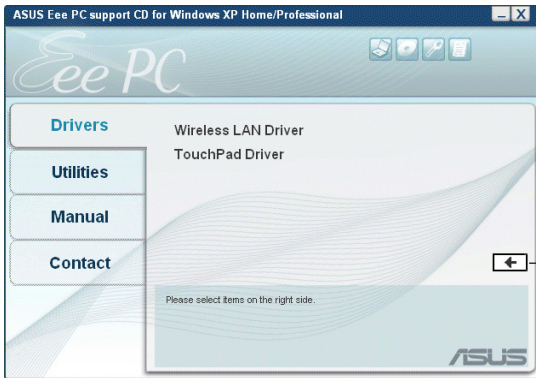 ASUS Eee PC support CD for Windows XP Home/Professional
Eee PC
Drivers
Utilities
Manual
Contact
Wireless LAN Driver
TouchPad Driver
Please select items on the right side.
ASUS